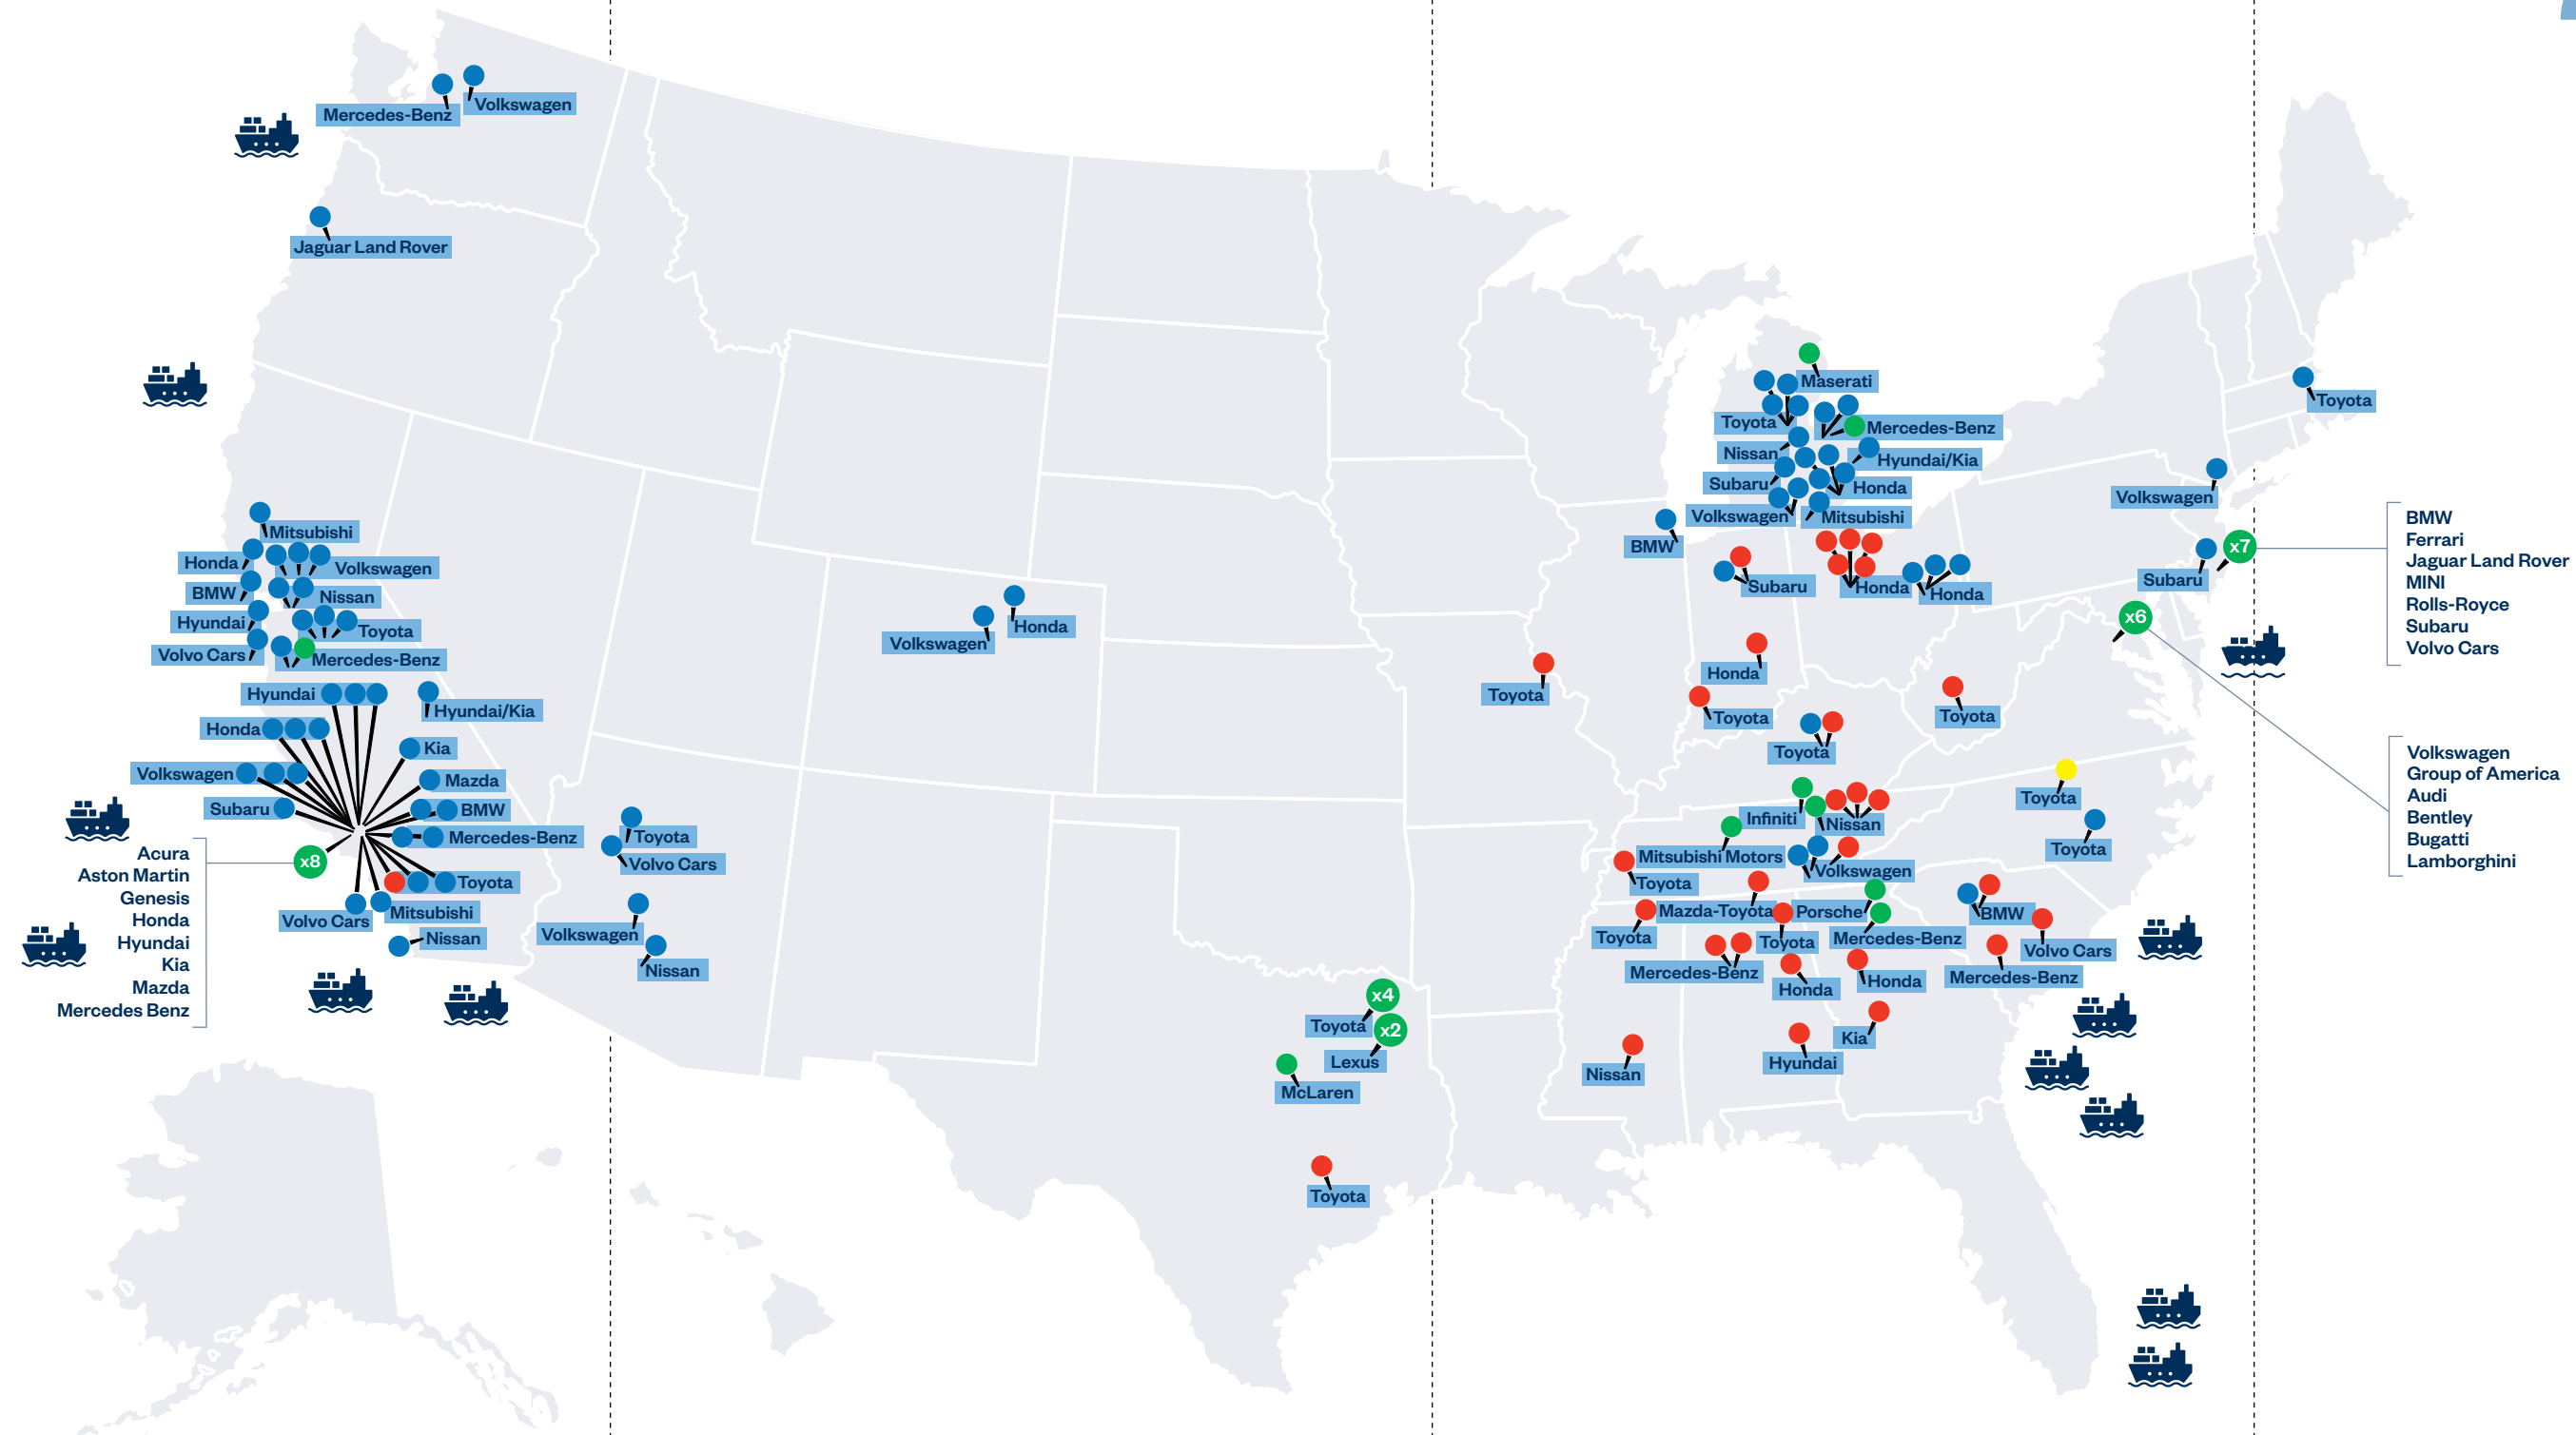 Mercedes-Benz
Volkswagen
Jaguar Land Rover
Mitsubishi
Honda
Volkswagen
BMW
Nissan
Hyundai
Toyota
Volvo Cars
Mercedes-Benz
Hyundai
Hyundai/Kia
Honda
Kia
Volkswagen
Mazda
Subaru
BMW
Mercedes-Benz
x8
Acura
Aston Martin
Genesis
Honda
Hyundai
Kia
Mazda
Mercedes Benz
Toyota
Volvo Cars
Mitsubishi
Nissan
Toyota
Volvo Cars
Volkswagen
Nissan
Volkswagen
Honda
x4
Toyota
x2
Lexus
McLaren
Toyota
Maserati
Toyota
Mercedes-Benz
Nissan
Hyundai/Kia
Subaru
Honda
Volkswagen
Mitsubishi
BMW
Subaru
Honda
Honda
Toyota
Honda
Toyota
Toyota
Toyota
Infiniti
Nissan
Mitsubishi Motors
Toyota
Volkswagen
Mazda-Toyota
Porsche
Toyota
Toyota
Mercedes-Benz
Mercedes-Benz
Honda
Honda
Nissan
Hyundai
Kia
Toyota
Toyota
BMW
Volvo Cars
Mercedes-Benz
Toyota
Volkswagen
Subaru
x7
BMW
Ferrari
Jaguar Land Rover
MINI
Rolls-Royce
Subaru
Volvo Cars
x6
Volkswagen
Group of America
Audi
Bentley
Bugatti
Lamborghini